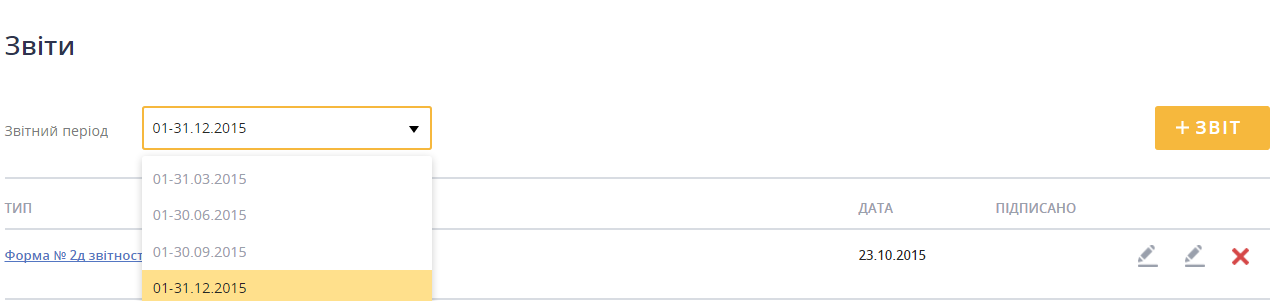 Звіти
Звітний період
01-31.12.2015
+ ЗВІТ
01-31.03.2015
01-30.06.2015
01-30.09.2015
01-31.12.2015
ТИП
ДАТА
ПІДПИСАНО
Форма № 2д звітност
23.10.2015